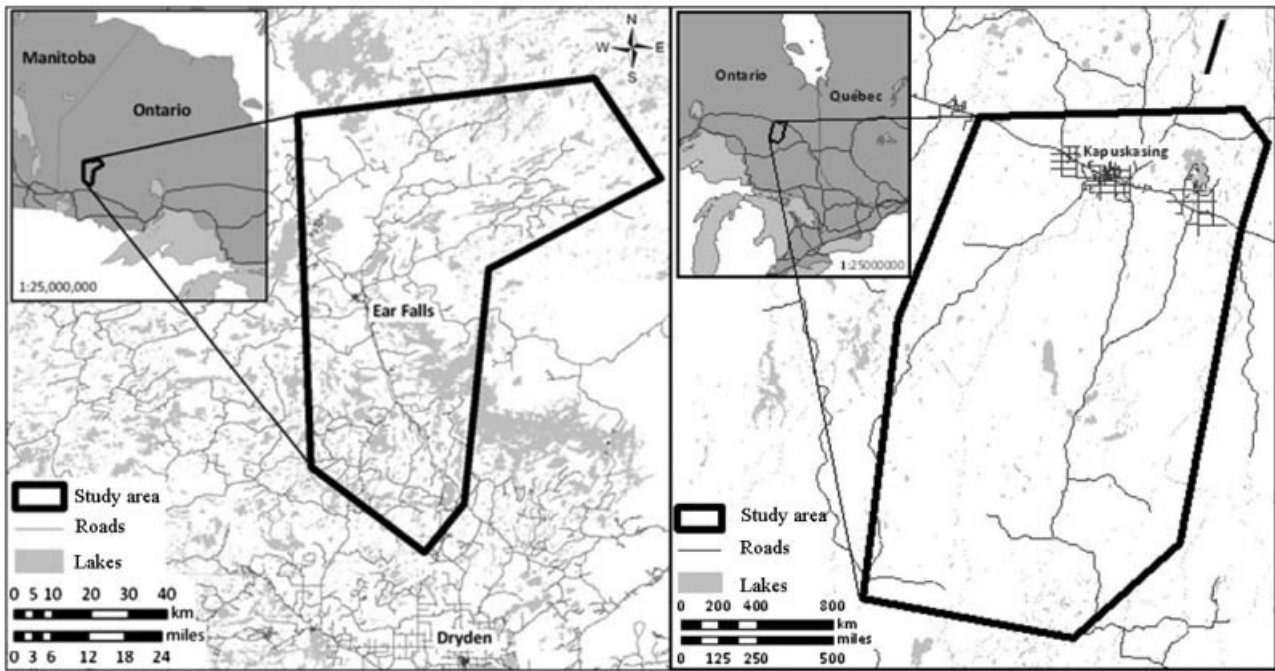 Manitoba
Ontario
1:25,000,000
N
W E
S
Ear Falls
Dryden
Study area
Roads
Lakes
0 5 10 20 30 40
km
miles
0 3 6 12 18 24
Ontario
Québec
1:25000000
Kapuskasing
Study area
Roads
Lakes
0 200 400 800
km
miles
0 125 250 500